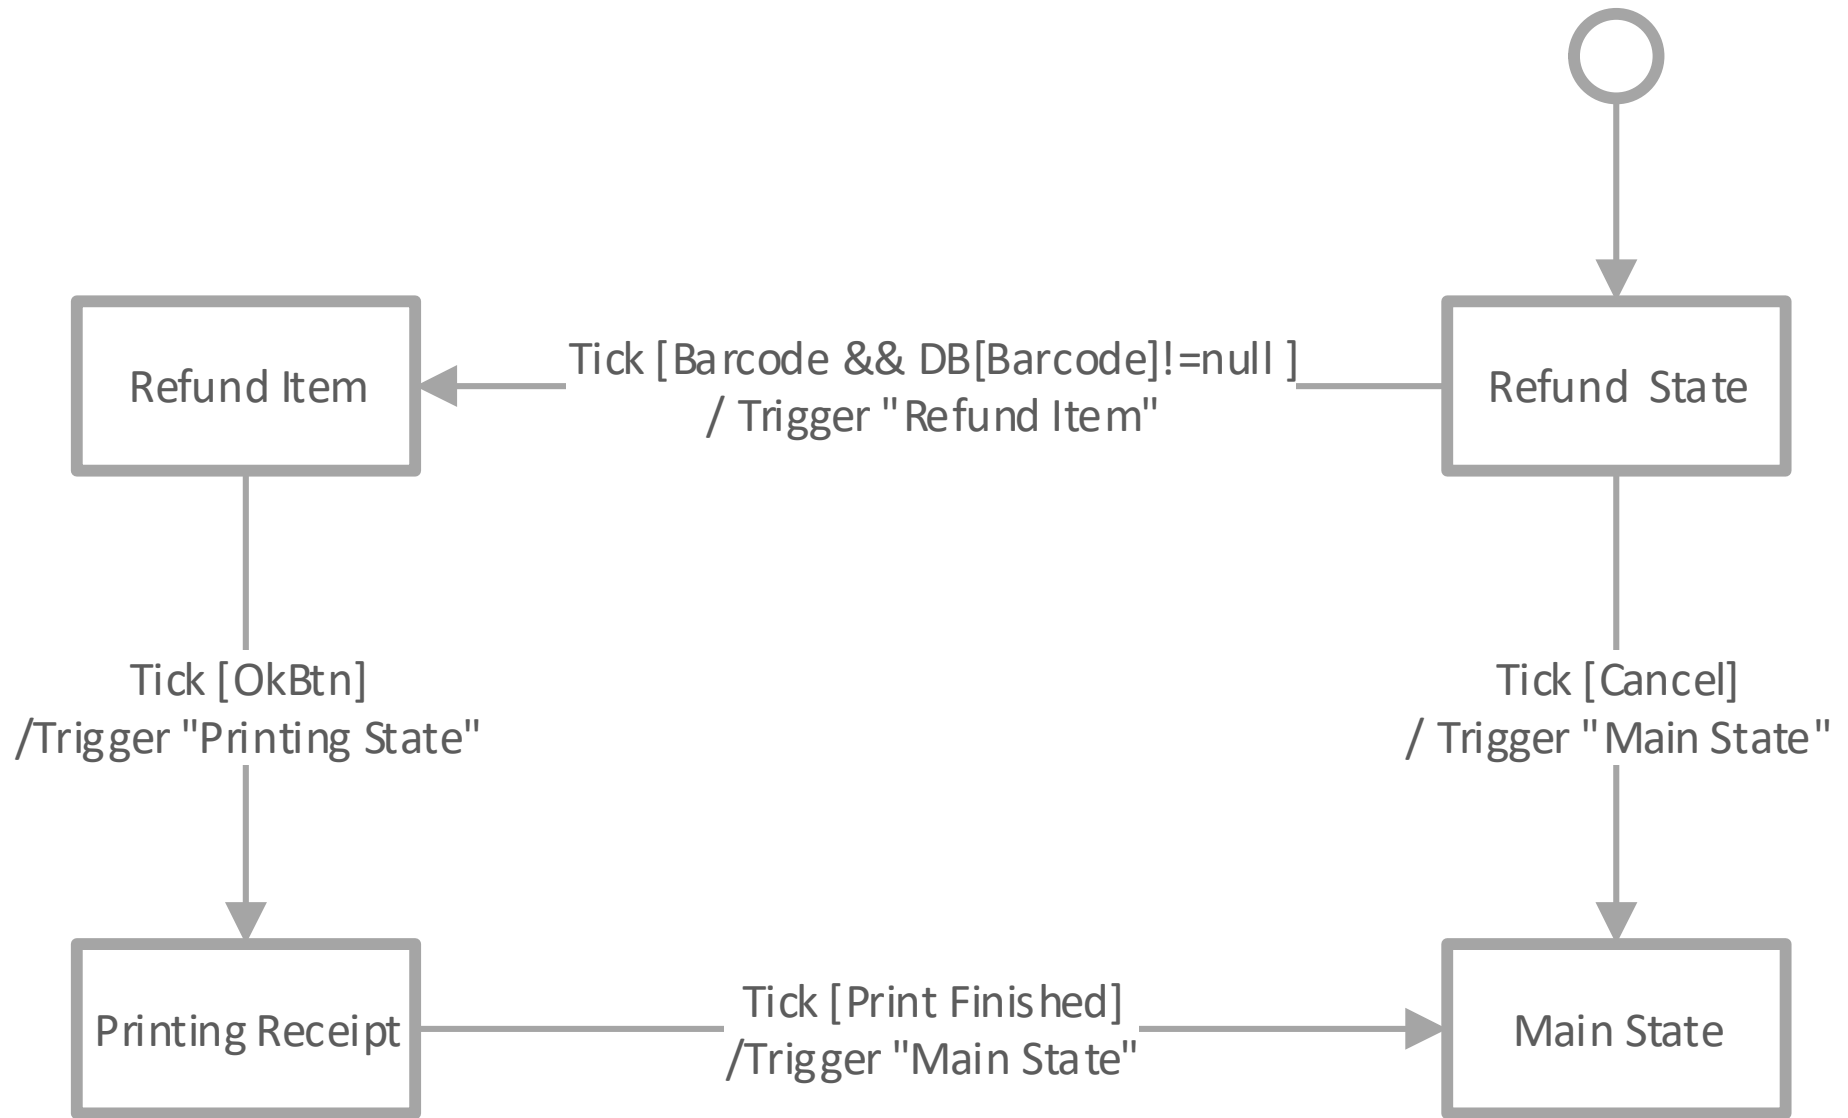 Refund Item
Tick [Barcode && DB[Barcode]!=null ]
/ Trigger "Refund Item"
Refund State
Tick [OkBtn]
/Trigger "Printing State"
Tick [Cancel]
/ Trigger "Main State"
Printing Receipt
Tick [Print Finished]
/Trigger "Main State"
Main State